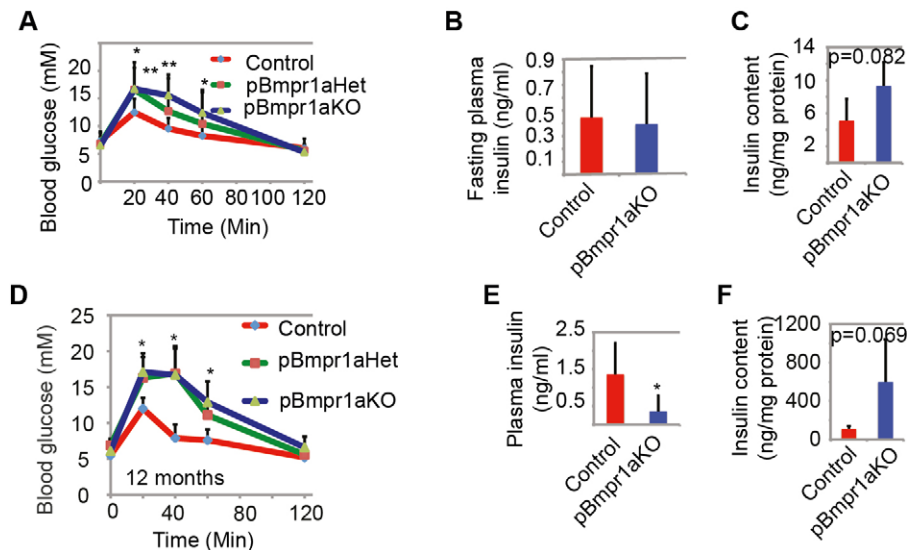 A
Blood glucose (mM)
20
15
10
5
0
* ** ** *
Control
pBmpr1aHet
pBmpr1aKO
20 40 60 80 100 120
Time (Min)
B
Fasting plasma
insulin (ng/ml)
0.9
0.7
0.5
0.3
0.1
Control
pBmpr1aKO
C
Insulin content
(ng/mg protein)
14
10
6
2
p=0.082
Control
pBmpr1aKO
D
Blood glucose (mM)
25
20
15
10
5
0
* * *
Control
pBmpr1aHet
pBmpr1aKO
12 months
0 40 80 120
Time (Min)
E
Plasma insulin
(ng/ml)
2.5
1.5
0.5
*
Control
pBmpr1aKO
F
Insulin content
(ng/mg protein)
1200
800
400
0
p=0.069
Control
pBmpr1aKO